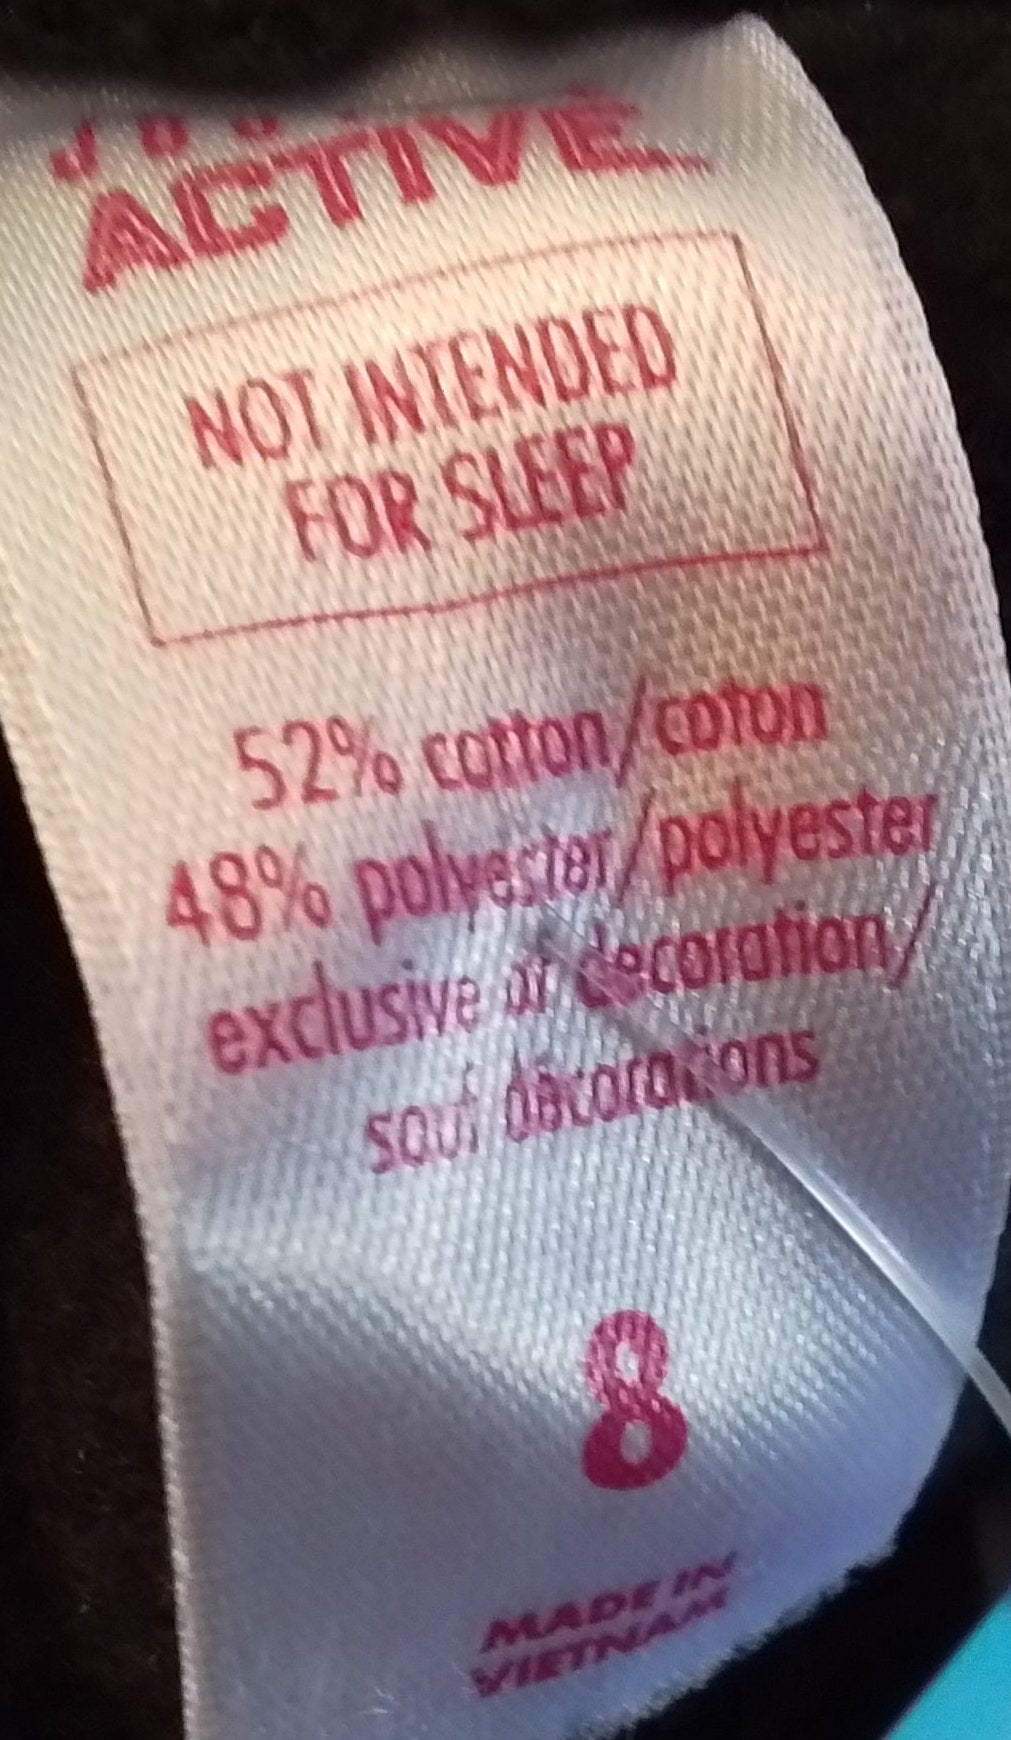 ACTIVE
NOT INTENDED
FOR SLEEP
52% cotton/coton
48% polyester/polyester
exclusive of decoration/
sauf décorations
8
MADE IN
VIETNAM